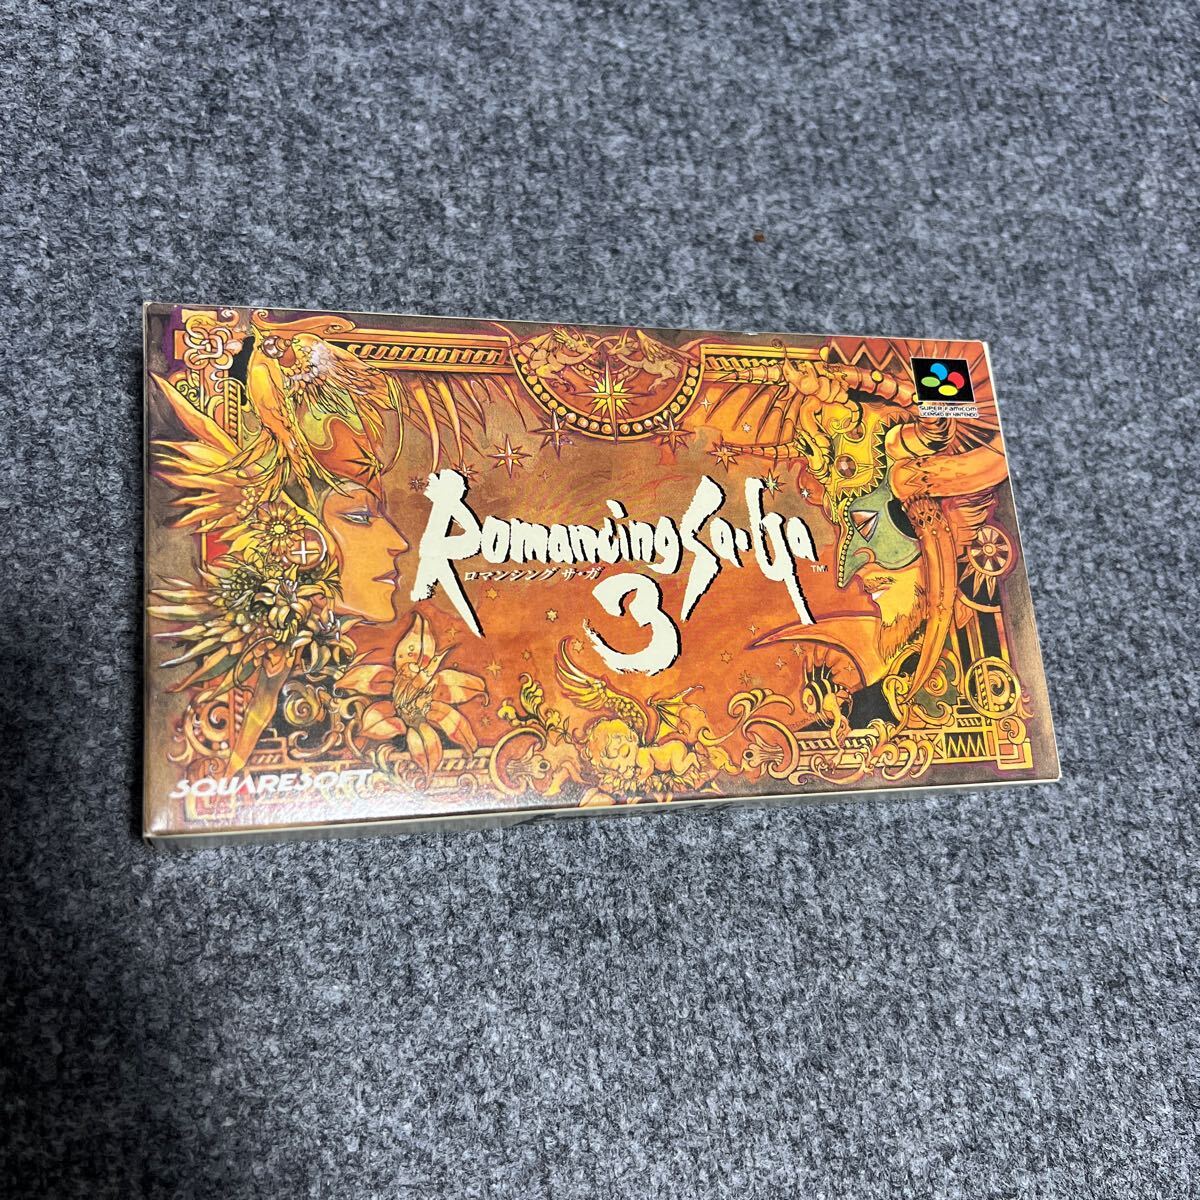 SUPER FAMICOM
LICENSED BY NINTENDO
Romancing Sa・Ga
TM
ロマンシング サ・ガ
3
SQUARESOFT